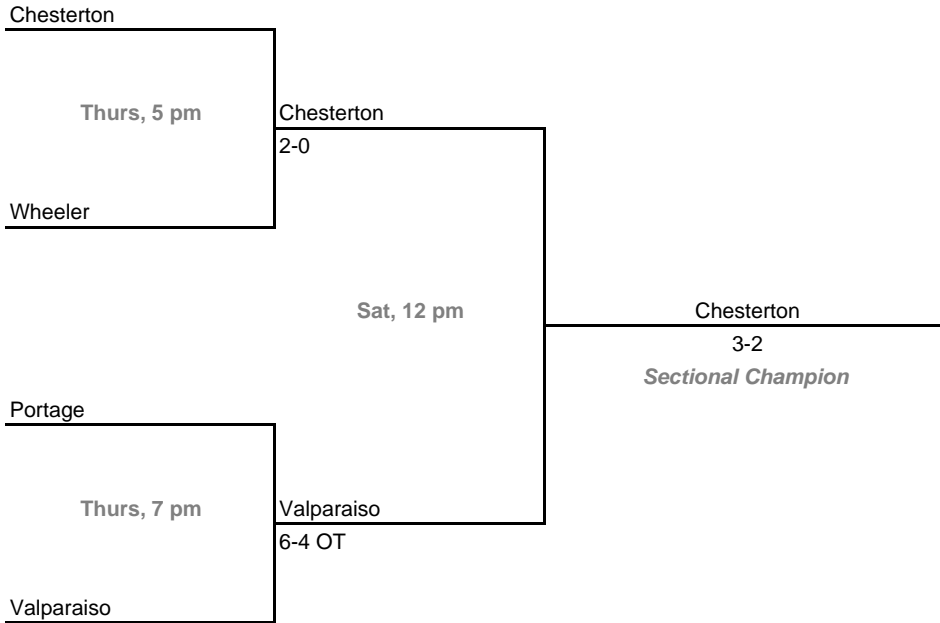 Chesterton
Thurs, 5 pm
Chesterton
2-0
Wheeler
Sat, 12 pm
Chesterton
3-2
Sectional Champion
Portage
Thurs, 7 pm
Valparaiso
6-4 OT
Valparaiso